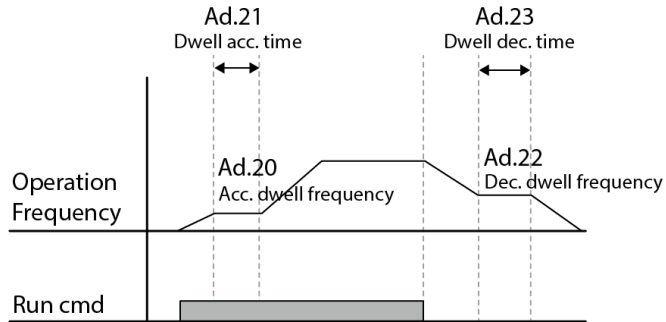 Ad.21
Dwell acc. time
Ad.23
Dwell dec. time
Ad.20
Acc. dwell frequency
Ad.22
Dec. dwell frequency
Operation
Frequency
Run cmd